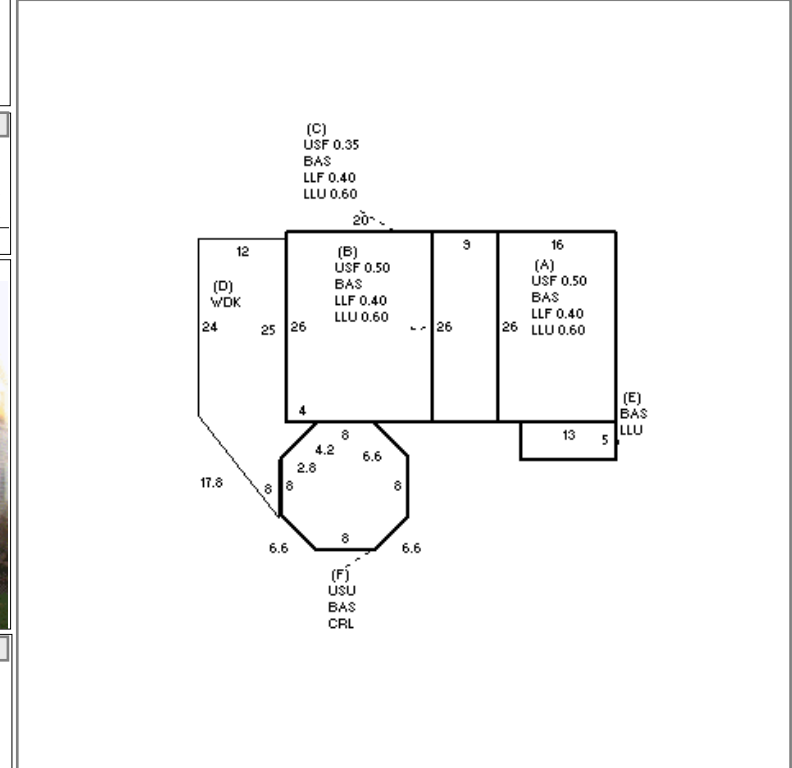 (C)
USF 0.35
BAS
LLF 0.40
LLU 0.60
20
12
(B)
USF 0.50
BAS
LLF 0.40
LLU 0.60
9
16
(A)
USF 0.50
BAS
LLF 0.40
LLU 0.60
(D)
WDK
24
25
26
26
26
4
(E)
BAS
LLU
13
5
8
4.2
6.6
2.8
17.8
8
8
8
6.6
8
6.6
(F)
USU
BAS
CRL